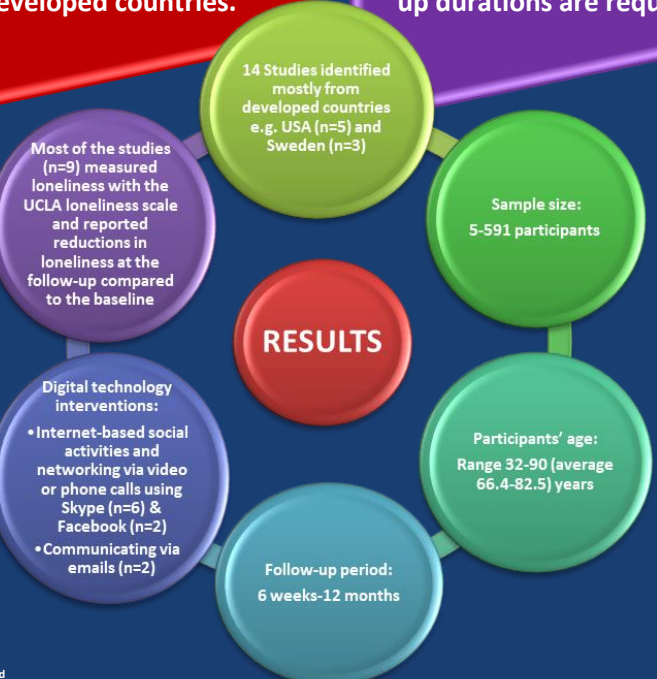 developed countries.
up durations are requ
14 Studies identified
mostly from
developed countries
e.g. USA (n=5) and
Sweden (n=3)
Sample size:
5-591 participants
Participants’ age:
Range 32-90 (average
66.4-82.5) years
Follow-up period:
6 weeks-12 months
Digital technology
interventions:
•Internet-based social
activities and
networking via video
or phone calls using
Skype (n=6) &
Facebook (n=2)
•Communicating via
emails (n=2)
Most of the studies
(n=9) measured
loneliness with the
UCLA loneliness scale
and reported
reductions in
loneliness at the
follow-up compared
to the baseline
RESULTS